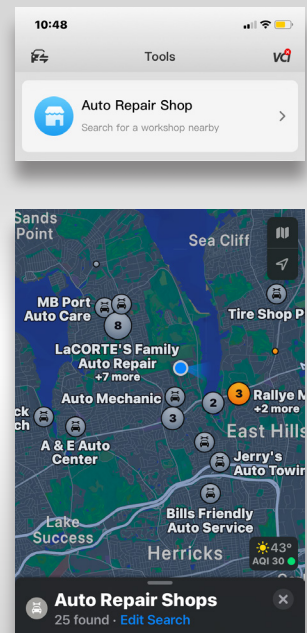 10:48
Tools
VCI
Auto Repair Shop
Search for a workshop nearby
Sands
Point
Sea Cliff
MB Port
Auto Care
8
Tire Shop P
LaCORTE'S Family
Auto Repair
+7 more
Auto Mechanic
3
2
3
Rallye M
+2 more
ck
ch
A & E Auto
Center
East Hills
Jerry's
Auto Towin
Bills Friendly
Auto Service
Lake
Success
Herricks
43°
AQI 30
Auto Repair Shops
25 found · Edit Search